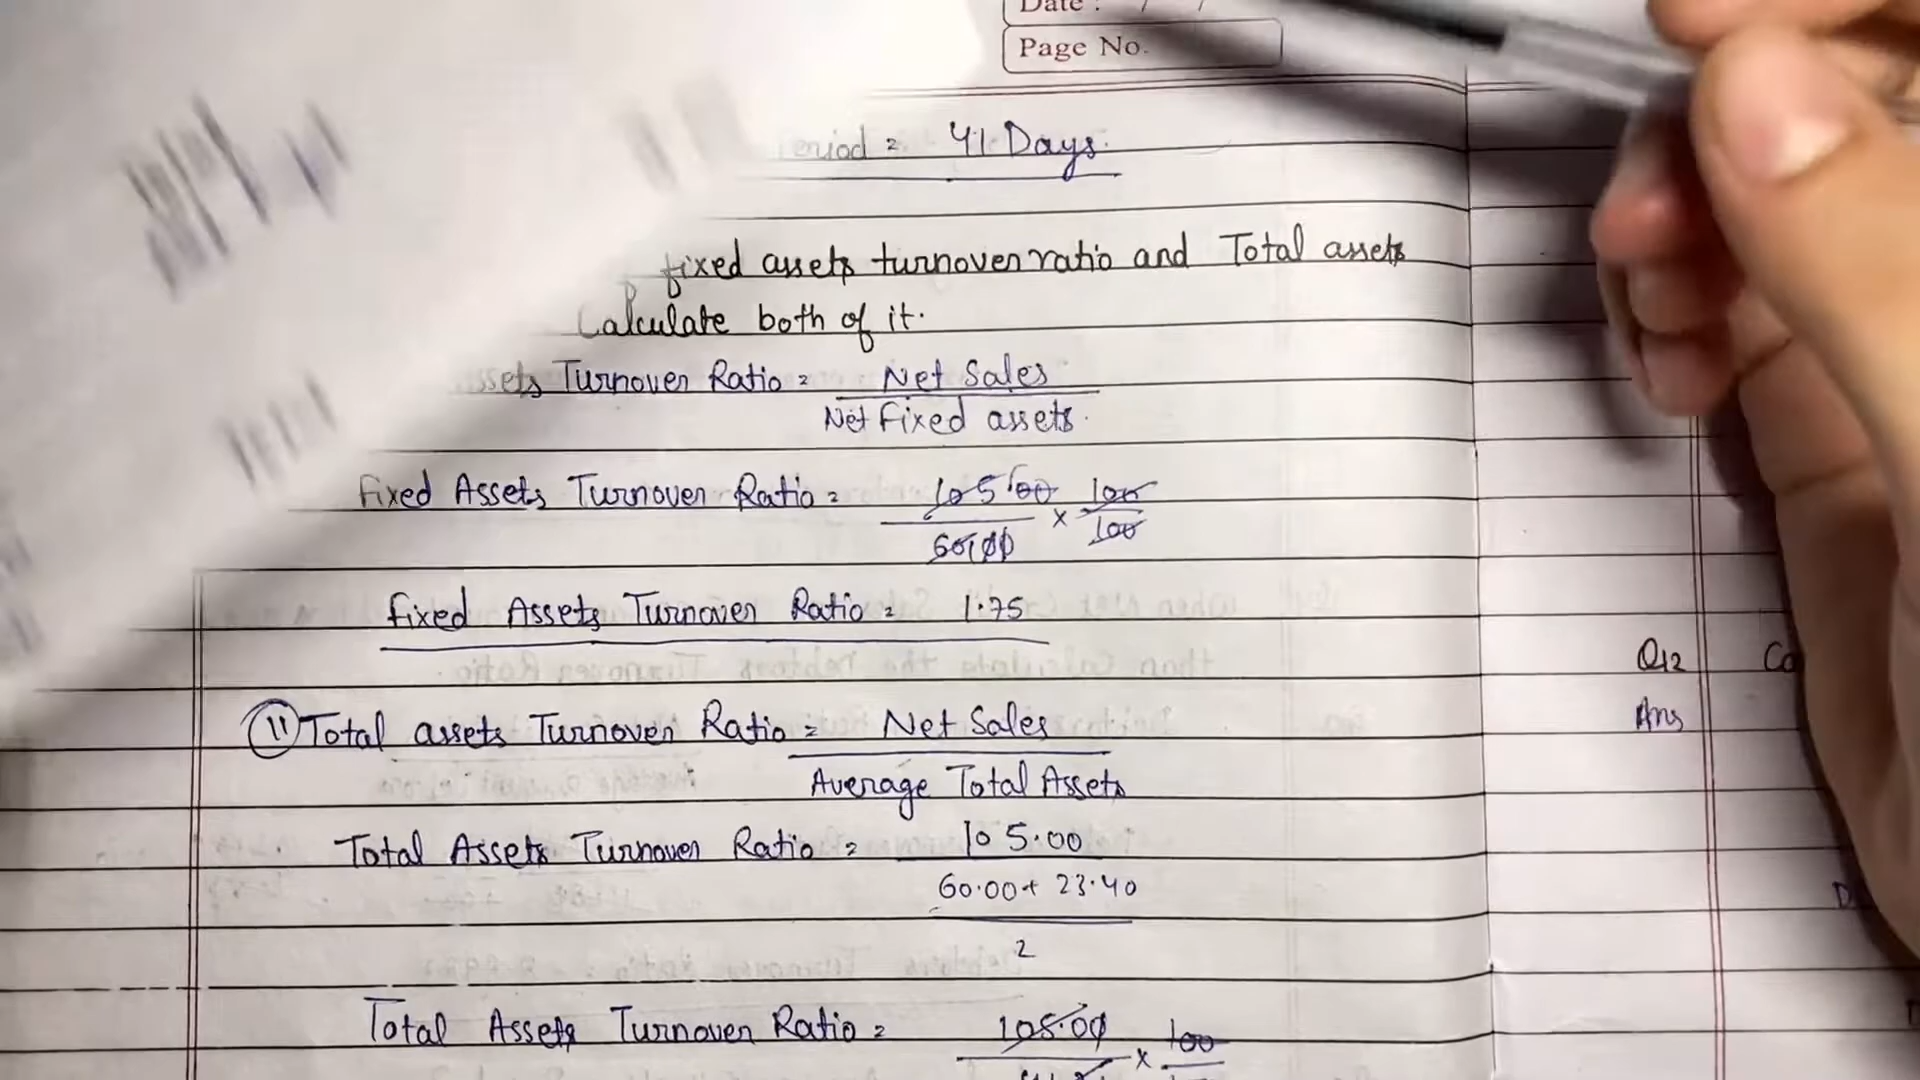 Date : / /
Page No.
eriod = 41 Days.
fixed assets turnover ratio and Total assets
Calculate both of it.
ssets Turnover Ratio = Net Sales
Net Fixed assets.
Fixed Assets Turnover Ratio = 105.00 × 100
60.00 100
fixed Assets Turnover Ratio = 1.75
(11) Total assets Turnover Ratio = Net Sales
Average Total Assets
Total Assets Turnover Ratio = 105.00
60.00 + 23.40
2
Total Assets Turnover Ratio = 105.00 × 100
Q12 Co
Ans
D